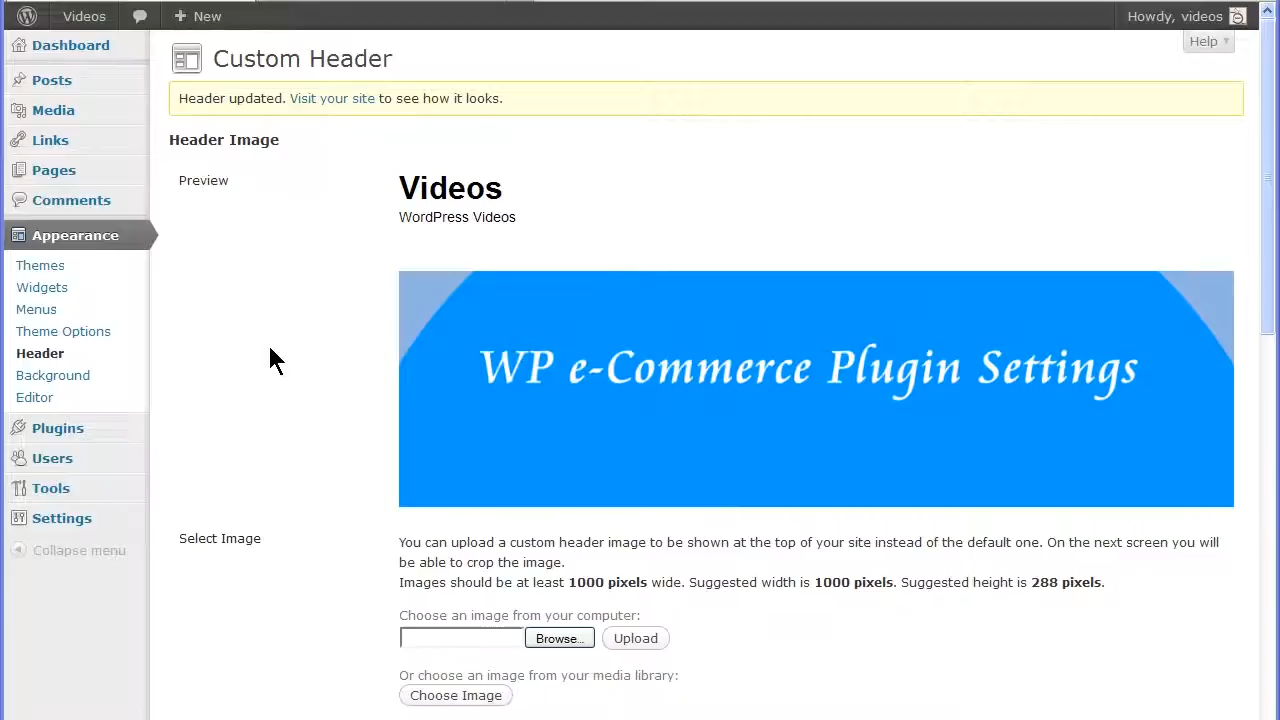 Videos
New
Howdy, videos
Help
Dashboard
Posts
Media
Links
Pages
Comments
Appearance
Themes
Widgets
Menus
Theme Options
Header
Background
Editor
Plugins
Users
Tools
Settings
Collapse menu
Custom Header
Header updated. Visit your site to see how it looks.
Header Image
Preview
Videos
WordPress Videos
WP e-Commerce Plugin Settings
Select Image
You can upload a custom header image to be shown at the top of your site instead of the default one. On the next screen you will
be able to crop the image.
Images should be at least 1000 pixels wide. Suggested width is 1000 pixels. Suggested height is 288 pixels.
Choose an image from your computer:
Browse...
Upload
Or choose an image from your media library:
Choose Image